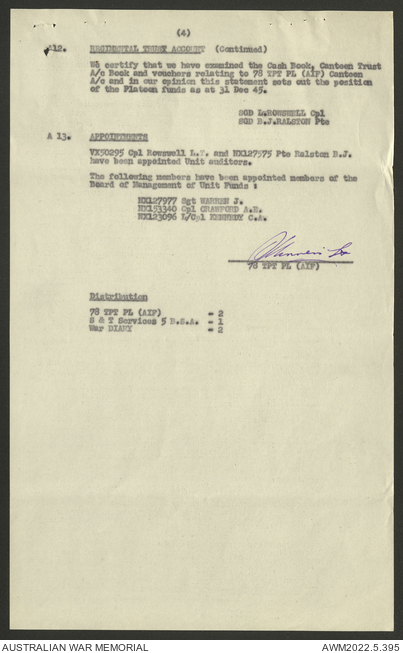 (4)
A12. REGIMENTAL TRUST ACCOUNT (Continued)
We certify that we have examined the Cash Book, Canteen Trust
A/c Book and vouchers relating to 78 TPT PL (AIF) Canteen
A/c and in our opinion this statement sets out the position
of the Platoon funds as at 31 Dec 45.
SGD L.ROWSWELL Cpl
SGD B.J.RALSTON Pte
A 13. APPOINTMENTS
VX50295 Cpl Rowswell L.T. and NX127575 Pte Ralston B.J.
have been appointed Unit auditors.
The following members have been appointed members of the
Board of Management of Unit Funds :
NX127977 Sgt WARREN J.
NX153340 Cpl CRAWFORD A.E.
NX123096 L/Cpl KENNEDY C.A.
78 TPT PL (AIF)
Distribution
78 TPT PL (AIF) - 2
S & T Services 5 B.S.A. - 1
War DIARY - 2
AUSTRALIAN WAR MEMORIAL
AWM2022.5.395